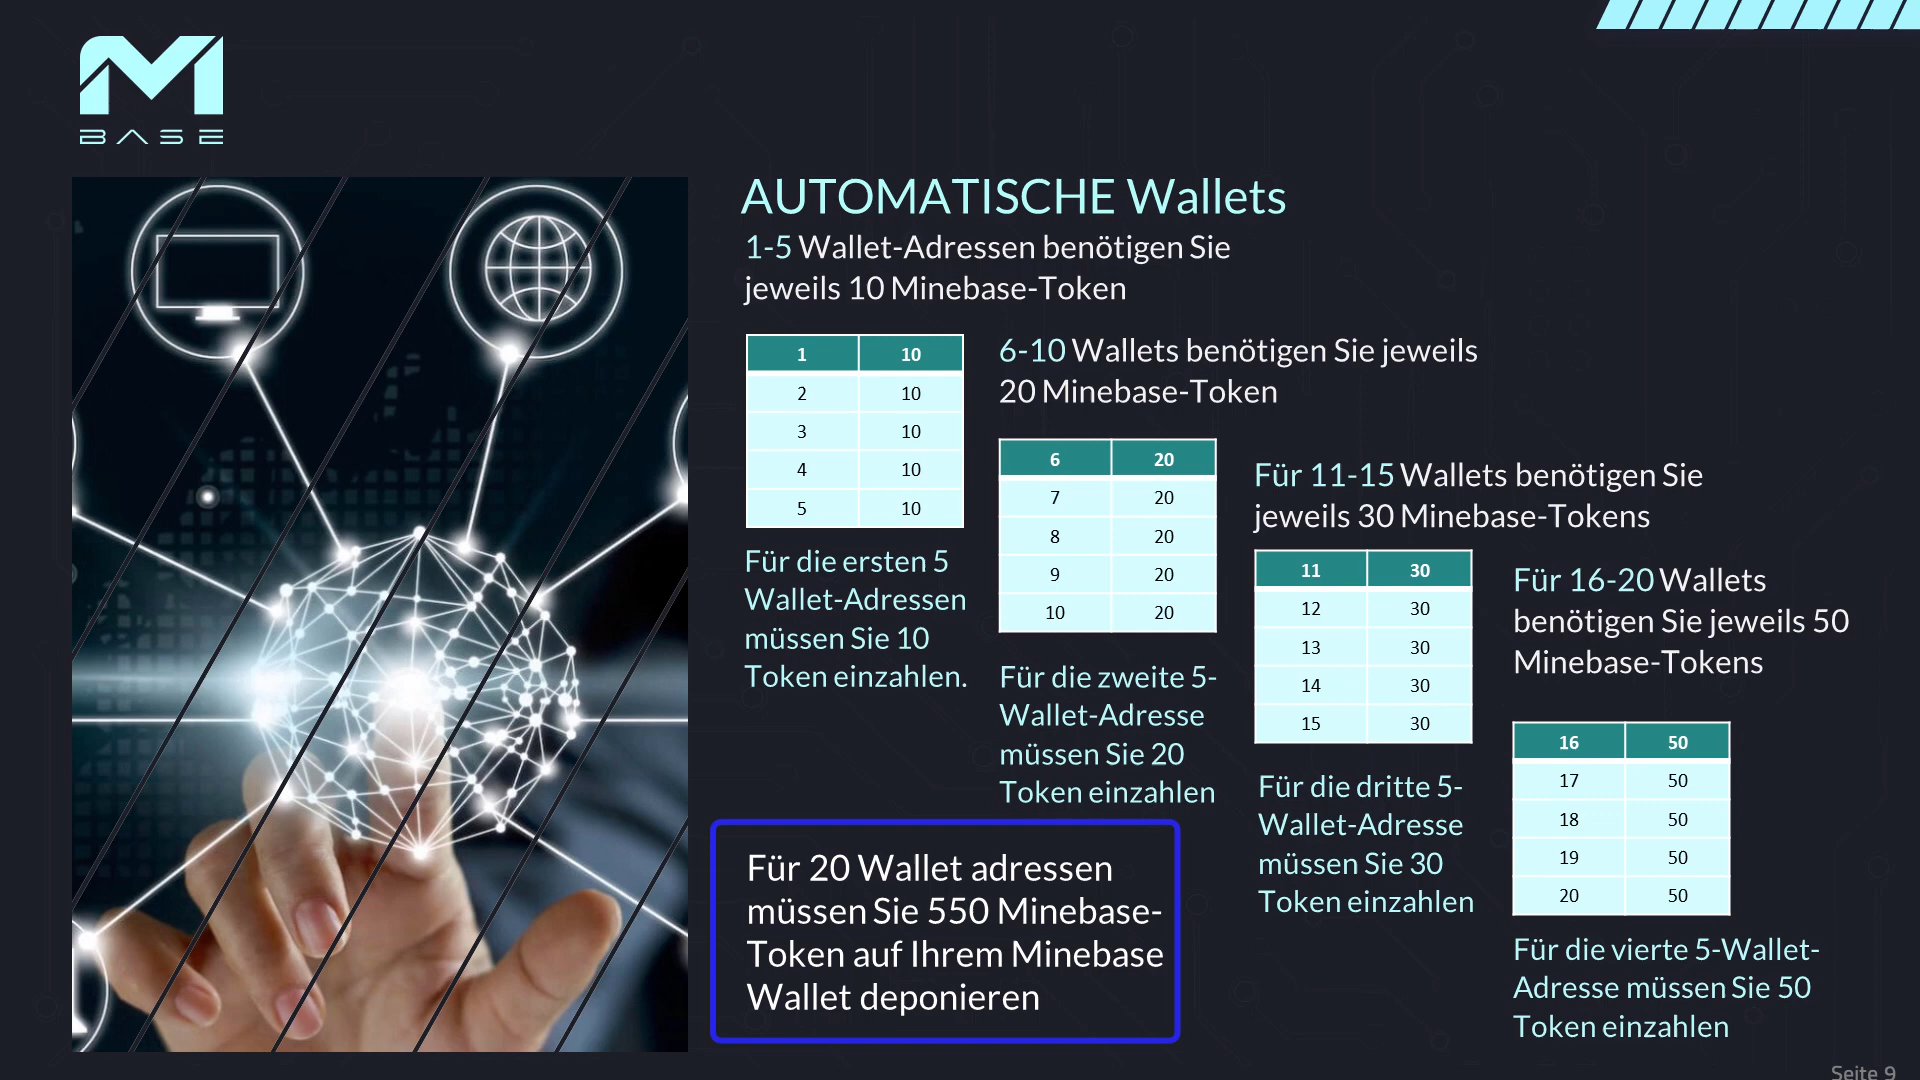 M
BASE
AUTOMATISCHE Wallets
1-5 Wallet-Adressen benötigen Sie
jeweils 10 Minebase-Token
1 10
2 10
3 10
4 10
5 10
Für die ersten 5
Wallet-Adressen
müssen Sie 10
Token einzahlen.
6-10 Wallets benötigen Sie jeweils
20 Minebase-Token
6 20
7 20
8 20
9 20
10 20
Für die zweite 5-
Wallet-Adresse
müssen Sie 20
Token einzahlen
Für 11-15 Wallets benötigen Sie
jeweils 30 Minebase-Tokens
11 30
12 30
13 30
14 30
15 30
Für die dritte 5-
Wallet-Adresse
müssen Sie 30
Token einzahlen
Für 16-20 Wallets
benötigen Sie jeweils 50
Minebase-Tokens
16 50
17 50
18 50
19 50
20 50
Für die vierte 5-Wallet-
Adresse müssen Sie 50
Token einzahlen
Für 20 Wallet adressen
müssen Sie 550 Minebase-
Token auf Ihrem Minebase
Wallet deponieren
Seite 9